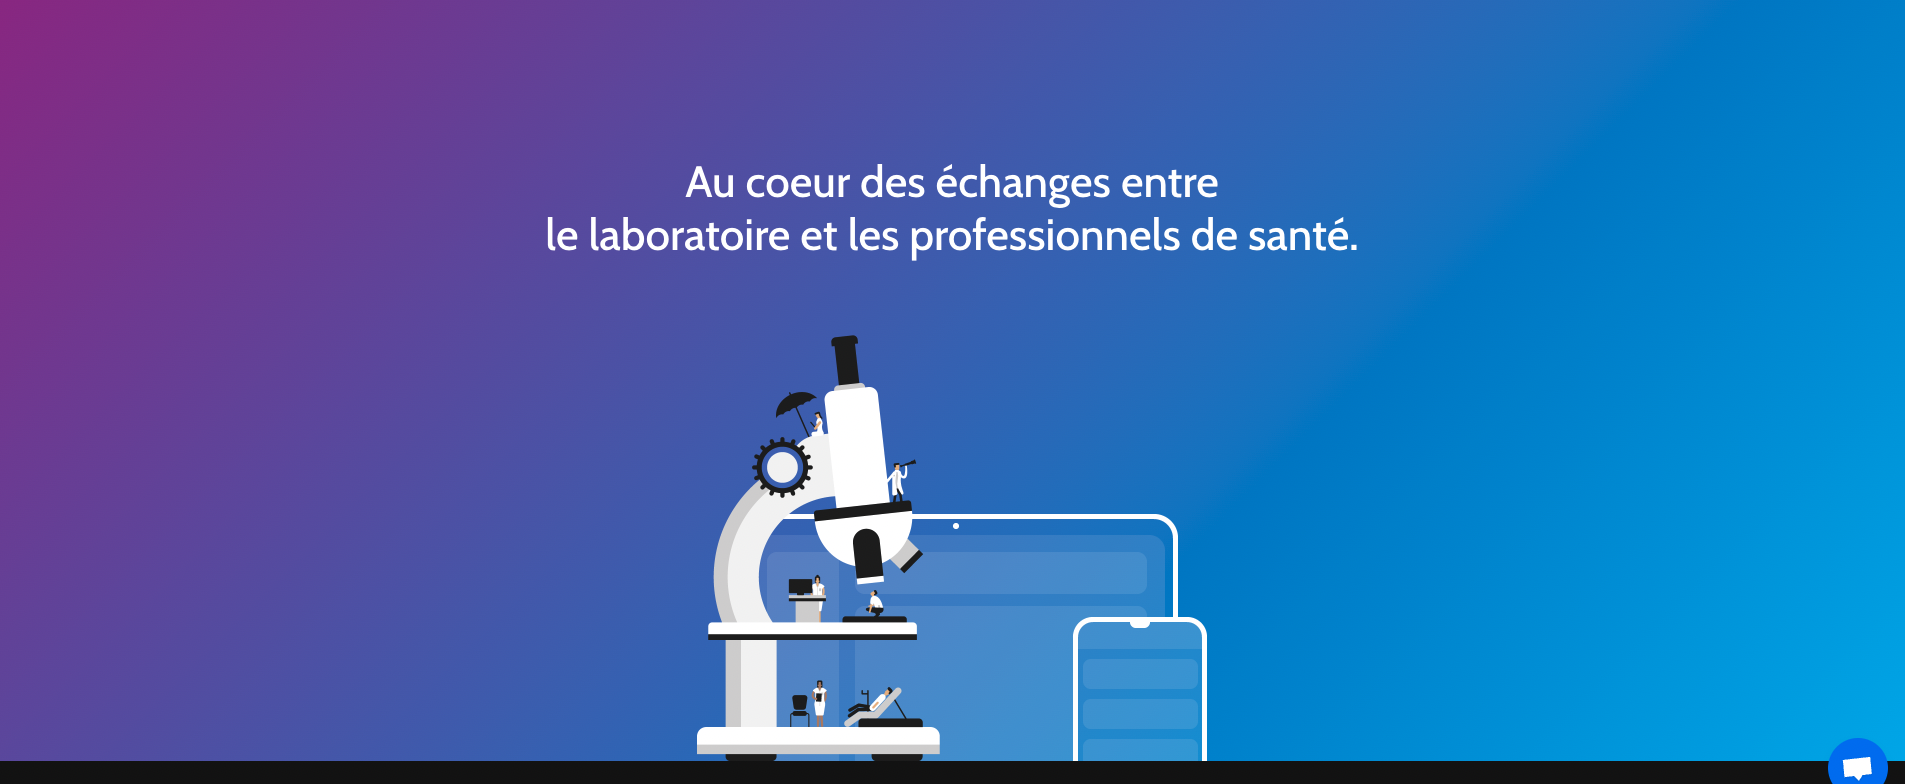 Au coeur des échanges entre
le laboratoire et les professionnels de santé.